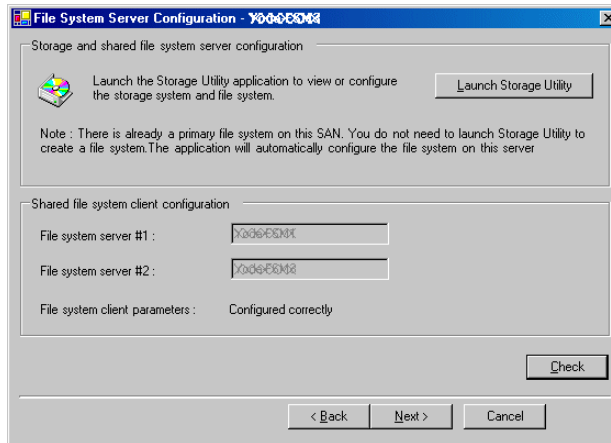 File System Server Configuration -
Storage and shared file system server configuration
Launch the Storage Utility application to view or configure
the storage system and file system.
Launch Storage Utility
Note : There is already a primary file system on this SAN. You do not need to launch Storage Utility to
create a file system.The application will automatically configure the file system on this server
Shared file system client configuration
File system server #1 :
File system server #2 :
File system client parameters : Configured correctly
Check
< Back
Next >
Cancel